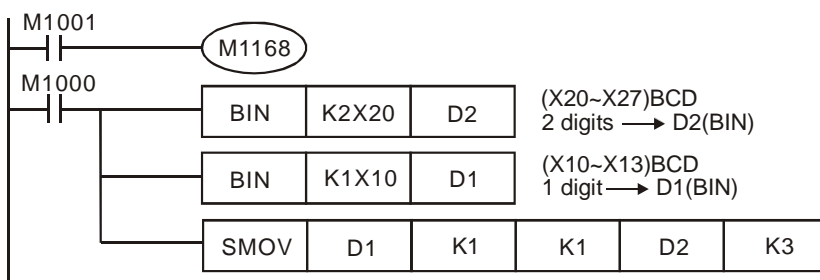 M1001
M1168
M1000
BIN K2X20 D2
(X20~X27)BCD
2 digits → D2(BIN)
BIN K1X10 D1
(X10~X13)BCD
1 digit → D1(BIN)
SMOV D1 K1 K1 D2 K3